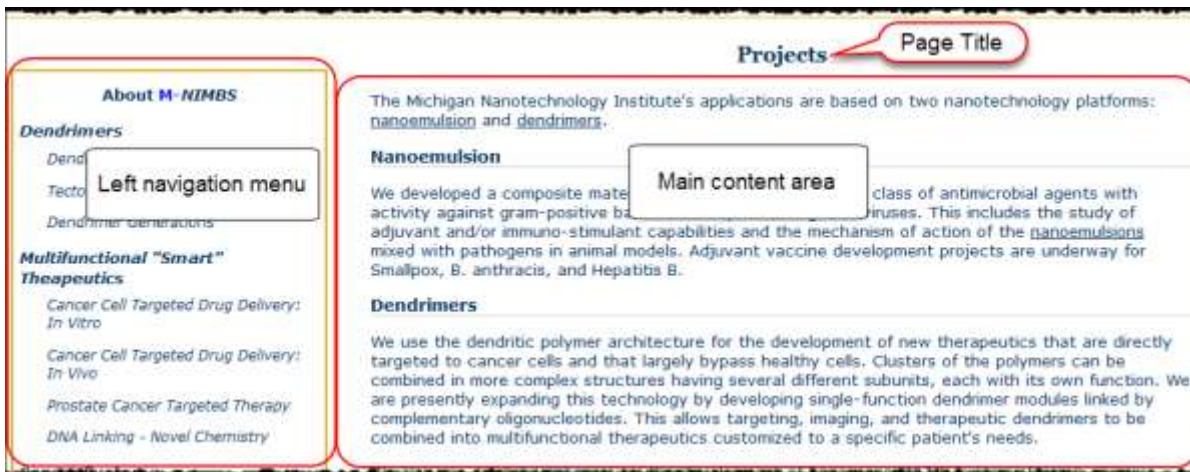 Projects
Page Title
About M-NIMBS
Dendrimers
Left navigation menu
Dendrimer Generations
Multifunctional "Smart"
Theapeutics
Cancer Cell Targeted Drug Delivery:
In Vitro
Cancer Cell Targeted Drug Delivery:
In Vivo
Prostate Cancer Targeted Therapy
DNA Linking - Novel Chemistry
The Michigan Nanotechnology Institute's applications are based on two nanotechnology platforms:
nanoemulsion and dendrimers.
Nanoemulsion
Main content area
We developed a composite class of antimicrobial agents with
activity against gram-positive viruses. This includes the study of
adjuvant and/or immuno-stimulant capabilities and the mechanism of action of the nanoemulsions
mixed with pathogens in animal models. Adjuvant vaccine development projects are underway for
Smallpox, B. anthracis, and Hepatitis B.
Dendrimers
We use the dendritic polymer architecture for the development of new therapeutics that are directly
targeted to cancer cells and that largely bypass healthy cells. Clusters of the polymers can be
combined in more complex structures having several different subunits, each with its own function. We
are presently expanding this technology by developing single-function dendrimer modules linked by
complementary oligonucleotides. This allows targeting, imaging, and therapeutic dendrimers to be
combined into multifunctional therapeutics customized to a specific patient's needs.